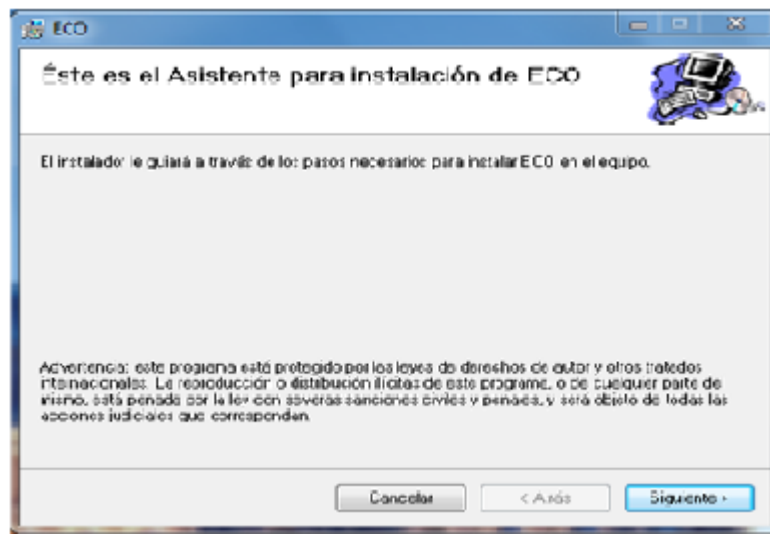 ECO
Éste es el Asistente para instalación de ECO
El instalador le guiará a través de los pasos necesarios para instalar ECO en el equipo.
Advertencia: este programa está protegido por las leyes de derechos de autor y otros tratados
internacionales. La reproducción o distribución ilícitas de este programa, o de cualquier parte de
mismo, está penada por la ley con severas sanciones civiles y penales, y será objeto de todas las
acciones judiciales que correspondan.
Cancelar
< Atrás
Siguiente >